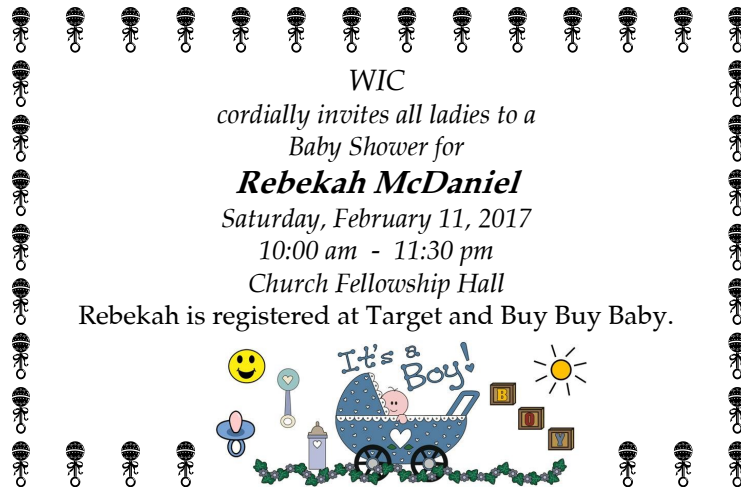 WIC
cordially invites all ladies to a
Baby Shower for
Rebekah McDaniel
Saturday, February 11, 2017
10:00 am - 11:30 pm
Church Fellowship Hall
Rebekah is registered at Target and Buy Buy Baby.
It's a
Boy!
B
O
Y